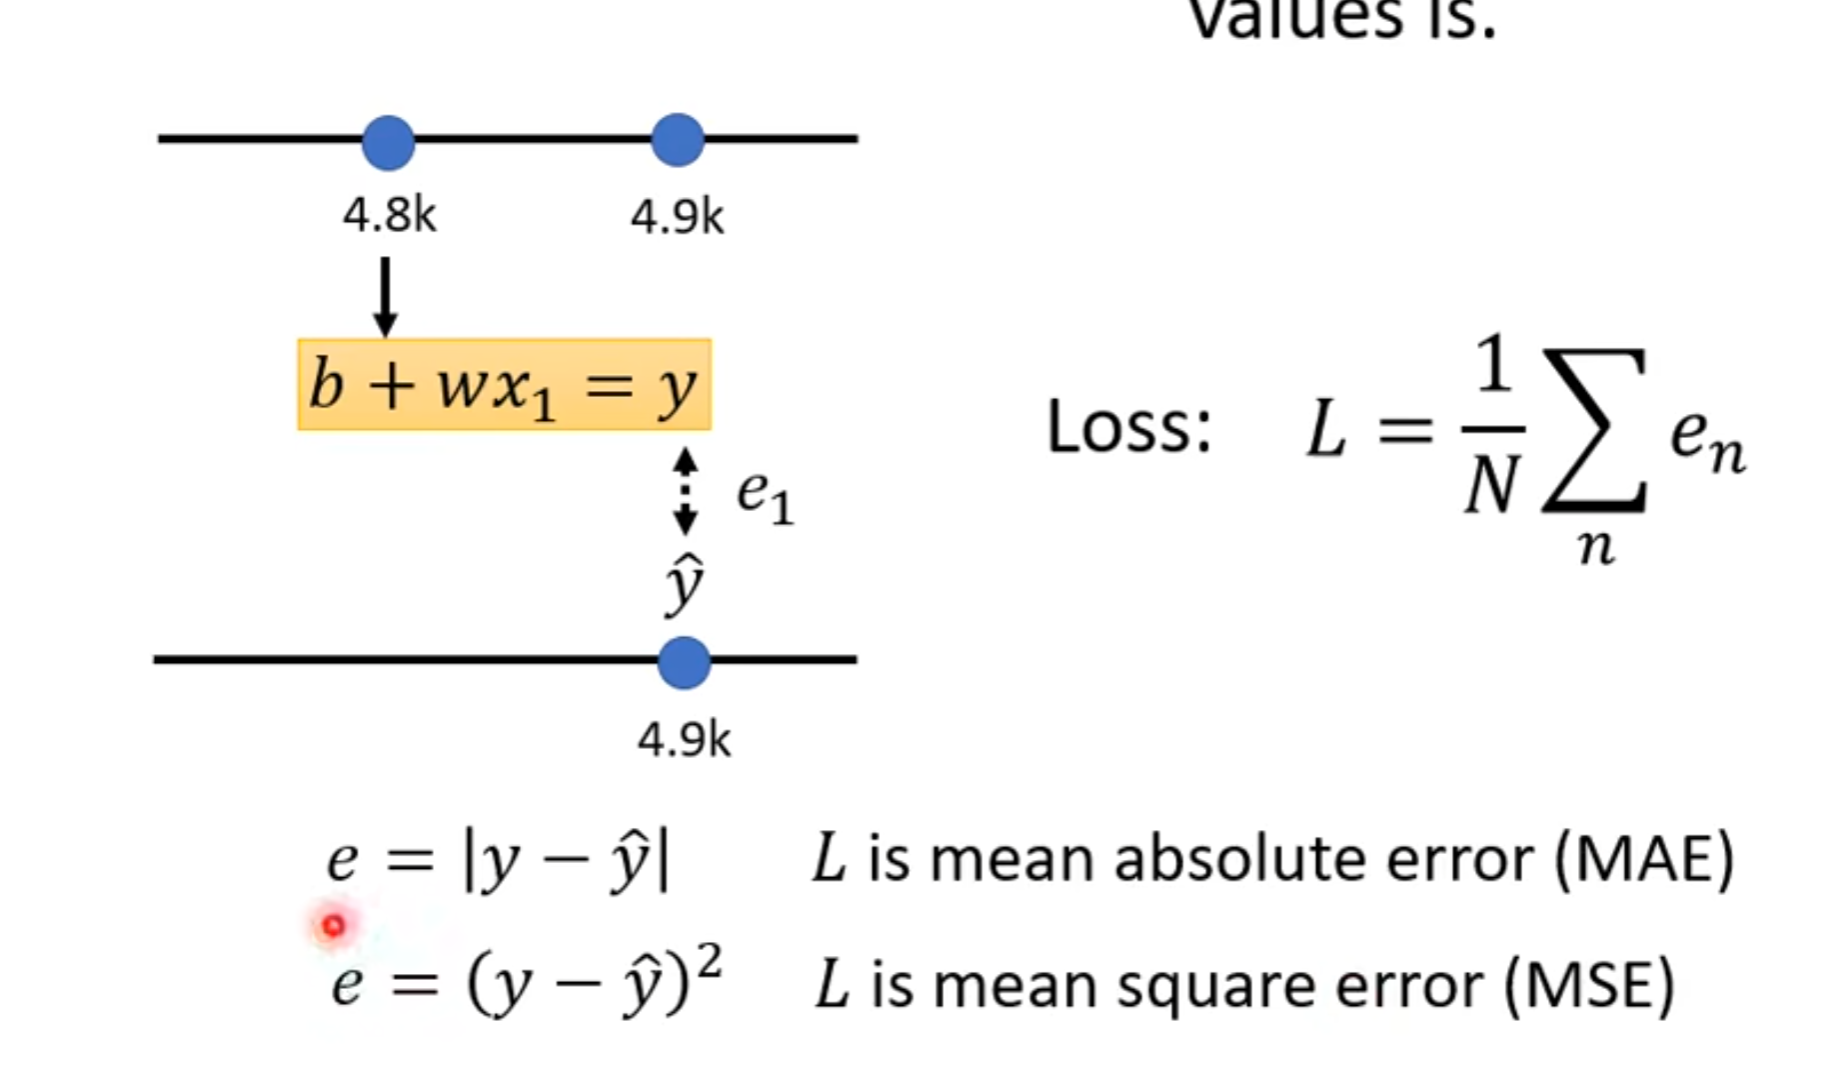 values is.
4.8k 4.9k
b + wx₁ = y
e₁
ŷ
4.9k
Loss: L = 1/N ∑ₙ eₙ
e = |y − ŷ| L is mean absolute error (MAE)
e = (y − ŷ)² L is mean square error (MSE)